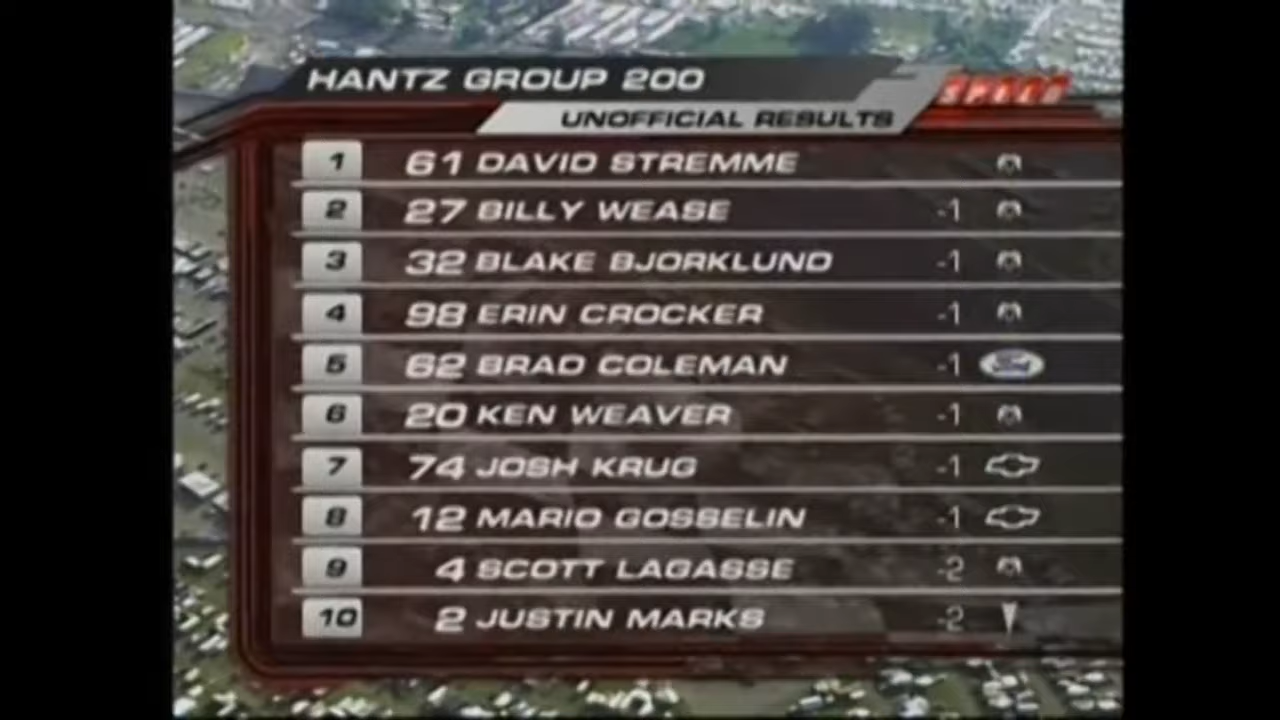 HANTZ GROUP 200
SPEED
UNOFFICIAL RESULTS
1 61 DAVID STREMME
2 27 BILLY WEASE -1
3 32 BLAKE BJORKLUND -1
4 98 ERIN CROCKER -1
5 62 BRAD COLEMAN -1
6 20 KEN WEAVER -1
7 74 JOSH KRUG -1
8 12 MARIO GOSSELIN -1
9 4 SCOTT LAGASSE -2
10 2 JUSTIN MARKS -2